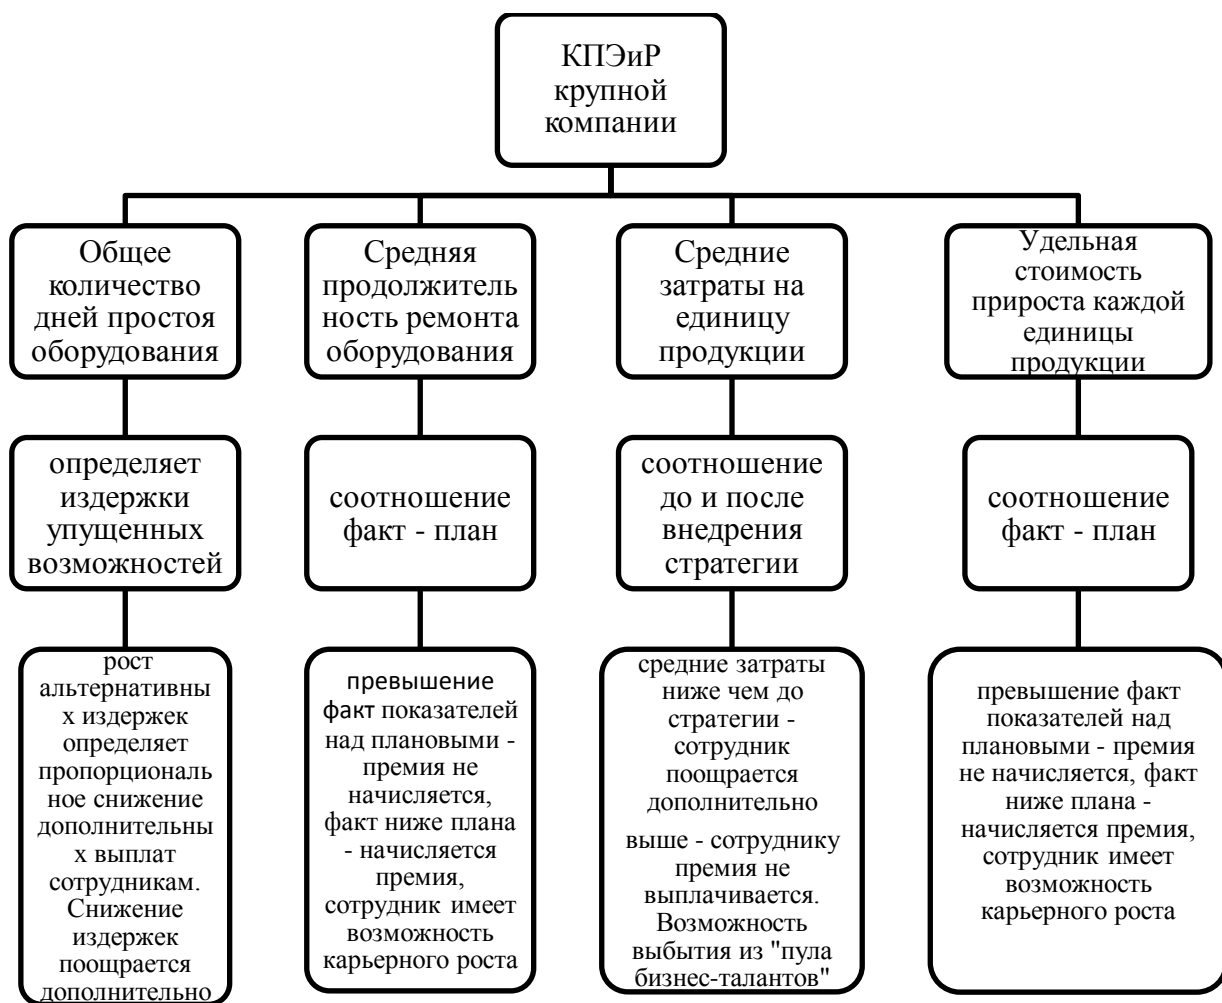 КПЭиР
крупной
компании
Общее
количество
дней простоя
оборудования
Средняя
продолжитель
ность ремонта
оборудования
Средние
затраты на
единицу
продукции
Удельная
стоимость
прироста каждой
единицы
продукции
определяет
издержки
упущенных
возможностей
соотношение
факт - план
соотношение
до и после
внедрения
стратегии
соотношение
факт - план
рост
альтернативны
х издержек
определяет
пропорциональ
ное снижение
дополнительны
х выплат
сотрудникам.
Снижение
издержек
поощрается
дополнительно
превышение
факт показателей
над плановыми -
премия не
начисляется,
факт ниже плана
- начисляется
премия,
сотрудник имеет
возможность
карьерного роста
средние затраты
ниже чем до
стратегии -
сотрудник
поощрается
дополнительно
выше - сотруднику
премия не
выплачивается.
Возможность
выбытия из "пула
бизнес-талантов"
превышение факт
показателей над
плановыми - премия
не начисляется, факт
ниже плана -
начисляется премия,
сотрудник имеет
возможность
карьерного роста